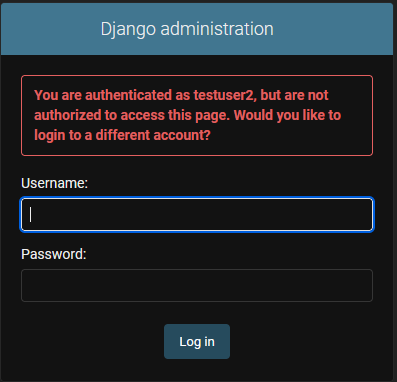 Django administration
You are authenticated as testuser2, but are not
authorized to access this page. Would you like to
login to a different account?
Username:
Password:
Log in